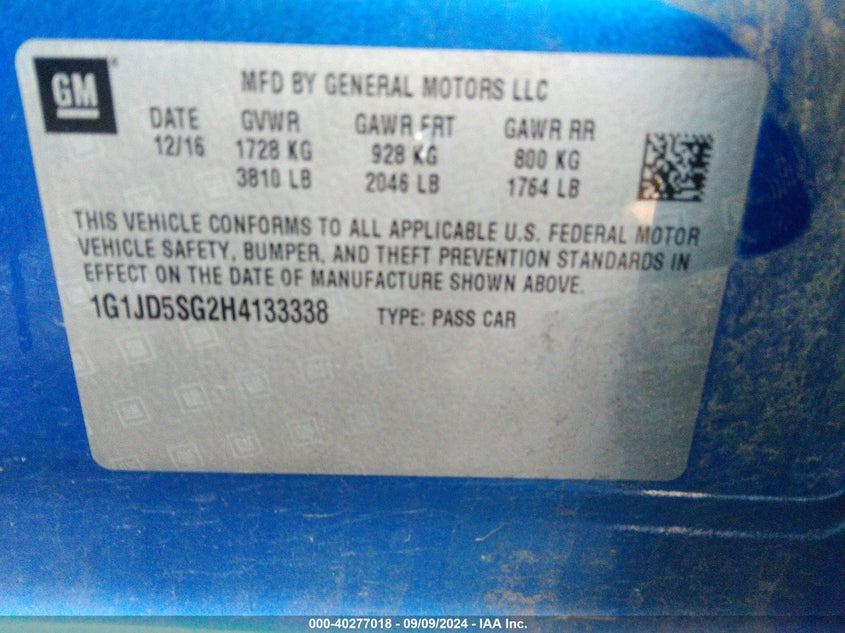 GM
MFD BY GENERAL MOTORS LLC
DATE GVWR GAWR FRT GAWR RR
12/16 1728 KG 928 KG 800 KG
3810 LB 2046 LB 1764 LB
THIS VEHICLE CONFORMS TO ALL APPLICABLE U.S. FEDERAL MOTOR
VEHICLE SAFETY, BUMPER, AND THEFT PREVENTION STANDARDS IN
EFFECT ON THE DATE OF MANUFACTURE SHOWN ABOVE.
1G1JD5SG2H4133338 TYPE: PASS CAR
000-40277018 - 09/09/2024 - IAA Inc.